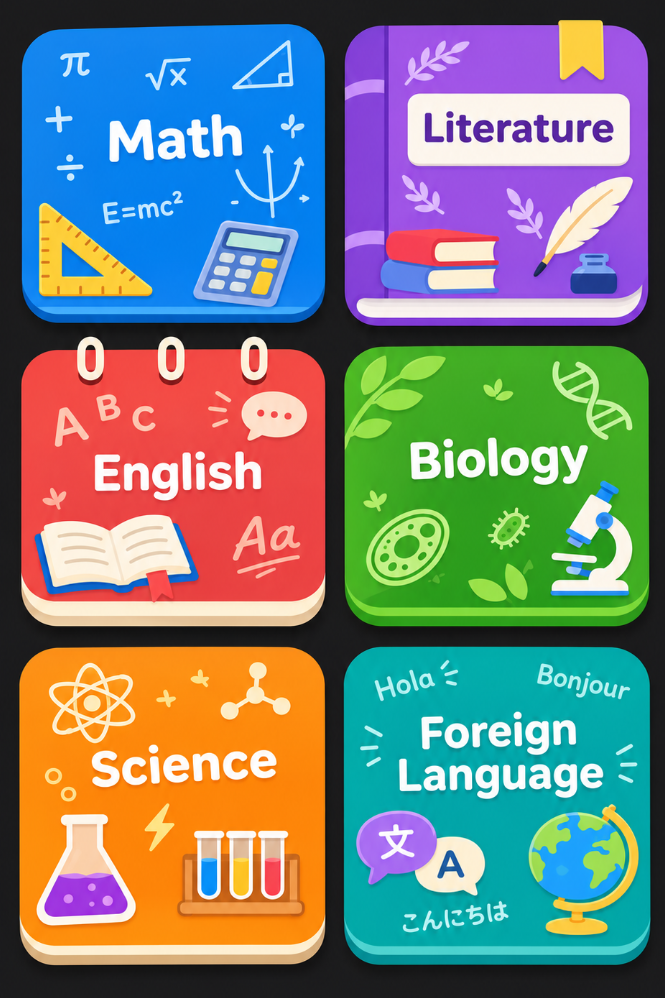 π
√x
+
Math
÷
E=mc²
Literature
A B C
English
Aa
Biology
Science
Hola
Bonjour
Foreign
Language
文
A
こんにちは